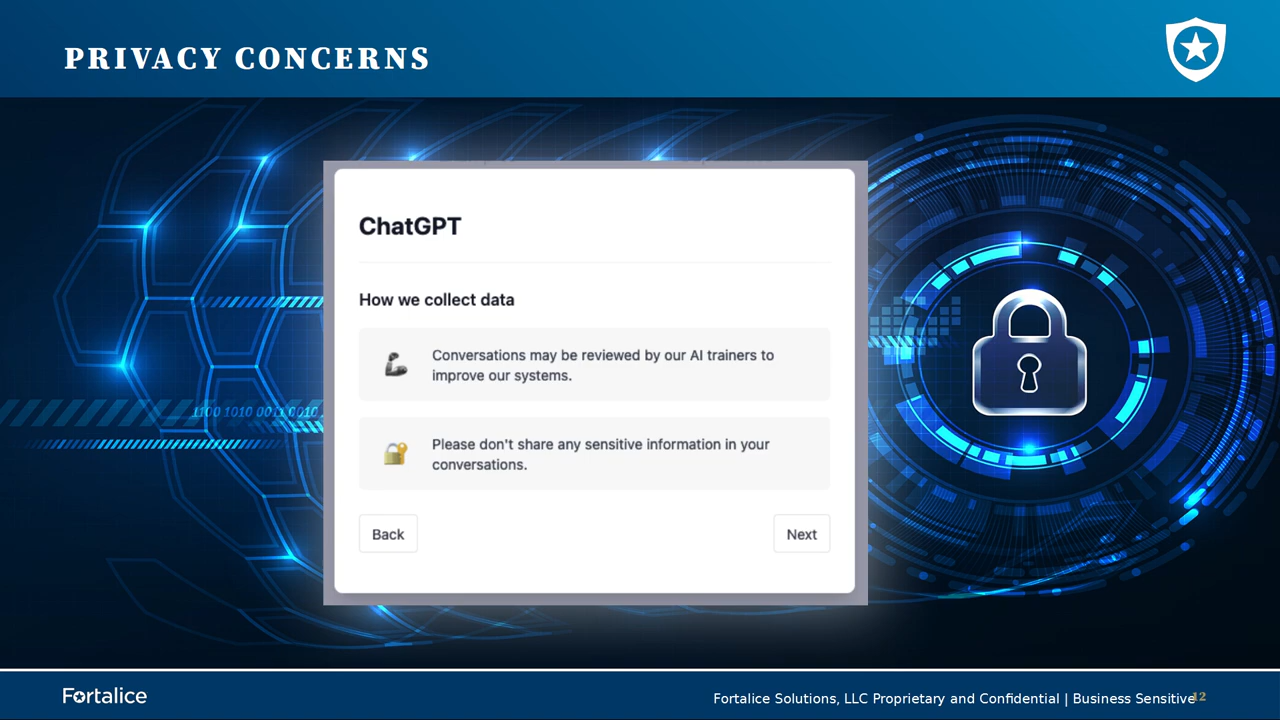 PRIVACY CONCERNS
ChatGPT
How we collect data
Conversations may be reviewed by our AI trainers to
improve our systems.
Please don't share any sensitive information in your
conversations.
Back
Next
1100 1010 0011 0010
Fortalice
Fortalice Solutions, LLC Proprietary and Confidential | Business Sensitive
12